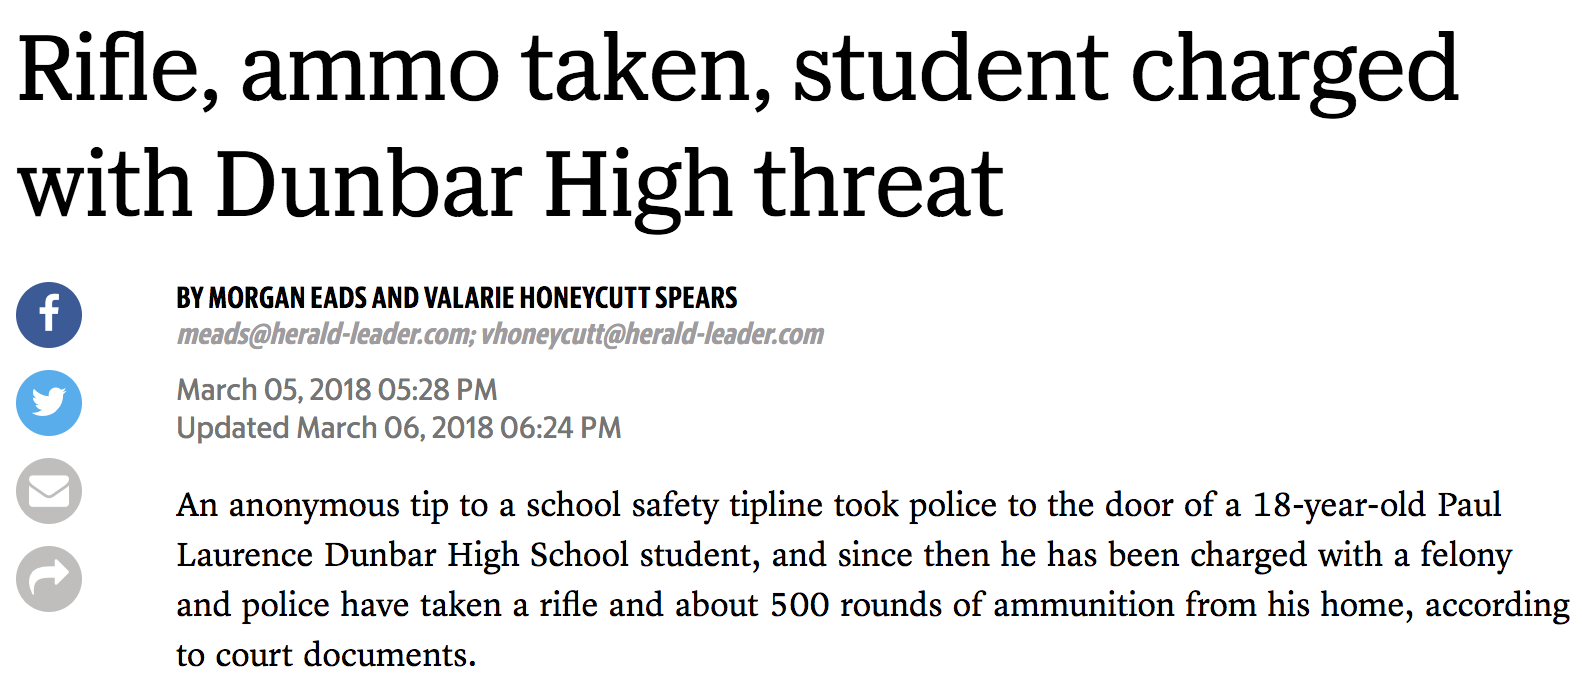 Rifle, ammo taken, student charged
with Dunbar High threat
BY MORGAN EADS AND VALARIE HONEYCUTT SPEARS
meads@herald-leader.com; vhoneycutt@herald-leader.com
March 05, 2018 05:28 PM
Updated March 06, 2018 06:24 PM
An anonymous tip to a school safety tipline took police to the door of a 18-year-old Paul
Laurence Dunbar High School student, and since then he has been charged with a felony
and police have taken a rifle and about 500 rounds of ammunition from his home, according
to court documents.